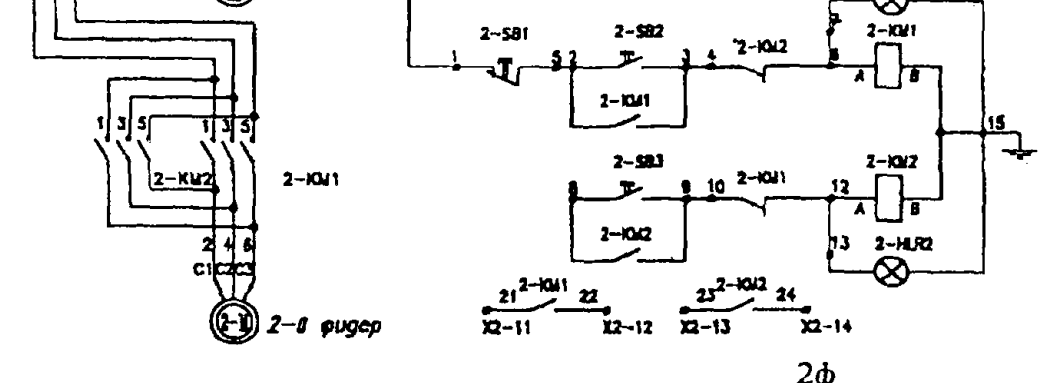 2-SB1
2-SB2
2-KM2
2-KM1
1
5
2
3
4
6
A
B
2-KM1
15
1 3 5
1 3 5
2-KM2
2-KM1
2-SB3
2-KM1
2-KM2
8
9
10
12
A
B
2-KM2
13
2-HLR2
2 4 6
C1 C2 C3
2-й фидер
21 2-KM1 22
23 2-KM2 24
X2-11
X2-12
X2-13
X2-14
2ф